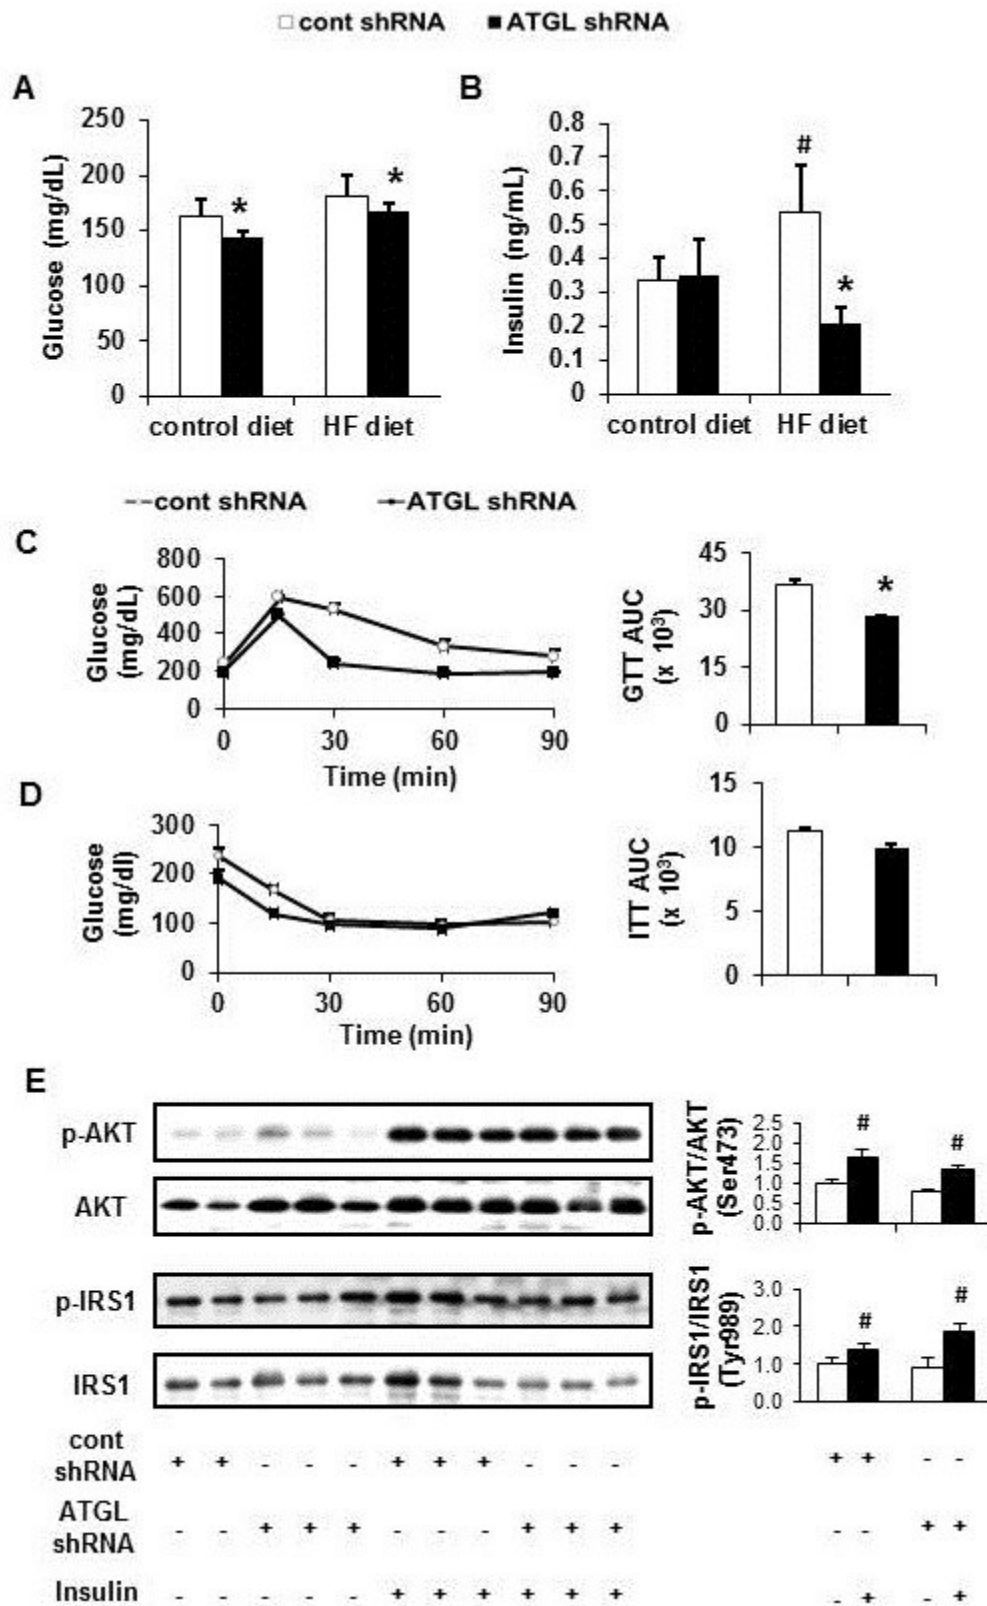 cont shRNA ATGL shRNA
A
Glucose (mg/dL)
250
200
150
100
50
0
* *
control diet HF diet
B
Insulin (ng/mL)
0.8
0.7
0.6
0.5
0.4
0.3
0.2
0.1
0
# *
control diet HF diet
cont shRNA ATGL shRNA
C
Glucose
(mg/dL)
800
600
400
200
0
0 30 60 90
Time (min)
GTT AUC
(x 10³)
45
30
15
0
*
D
Glucose
(mg/dl)
300
200
100
0
0 30 60 90
Time (min)
ITT AUC
(x 10³)
15
10
5
0
E
p-AKT
AKT
p-IRS1
IRS1
p-AKT/AKT
(Ser473)
2.5
2.0
1.5
1.0
0.5
0.0
# #
p-IRS1/IRS1
(Tyr989)
3.0
2.0
1.0
0.0
# #
cont
shRNA
+ + - - - + + + - - - + + - -
ATGL
shRNA
- - + + + - - - + + + - - + +
Insulin - - - - - + + + + + + - + - +